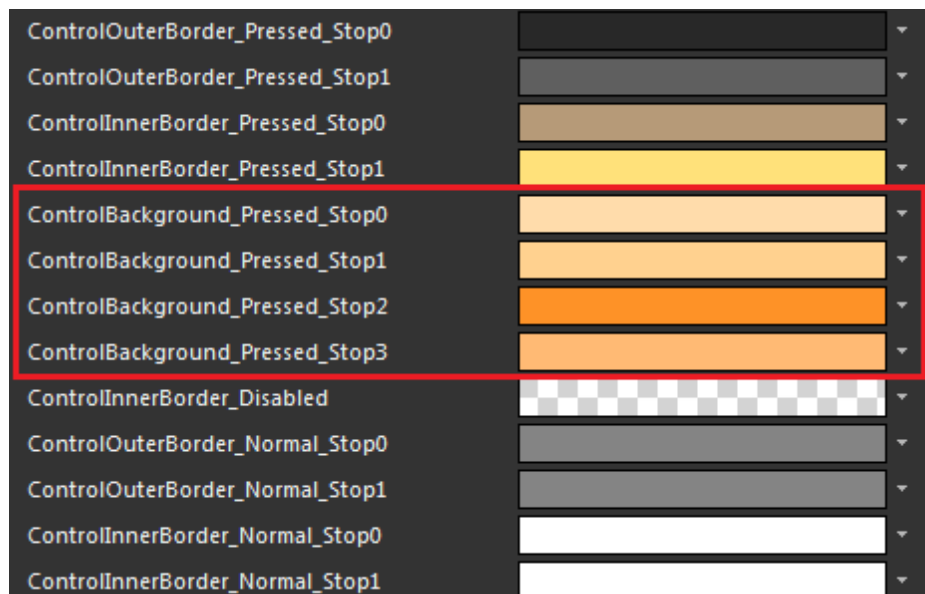 ControlOuterBorder_Pressed_Stop0
ControlOuterBorder_Pressed_Stop1
ControlInnerBorder_Pressed_Stop0
ControlInnerBorder_Pressed_Stop1
ControlBackground_Pressed_Stop0
ControlBackground_Pressed_Stop1
ControlBackground_Pressed_Stop2
ControlBackground_Pressed_Stop3
ControlInnerBorder_Disabled
ControlOuterBorder_Normal_Stop0
ControlOuterBorder_Normal_Stop1
ControlInnerBorder_Normal_Stop0
ControlInnerBorder_Normal_Stop1